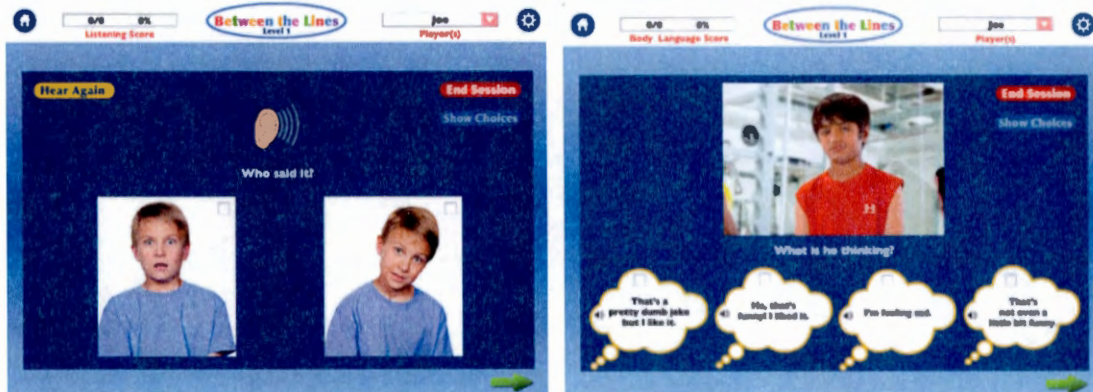 0/0 0%
Listening Score
Between the Lines
Level 1
Joe
Player(s)
Hear Again
End Session
Show Choices
Who said it?
0/0 0%
Body Language Score
Between the Lines
Level 1
Joe
Player(s)
End Session
Show Choices
What is he thinking?
That's a
pretty dumb joke
but I like it.
Ha, that's
funny! I liked it.
I'm feeling sad.
That's
not even a
little bit funny.